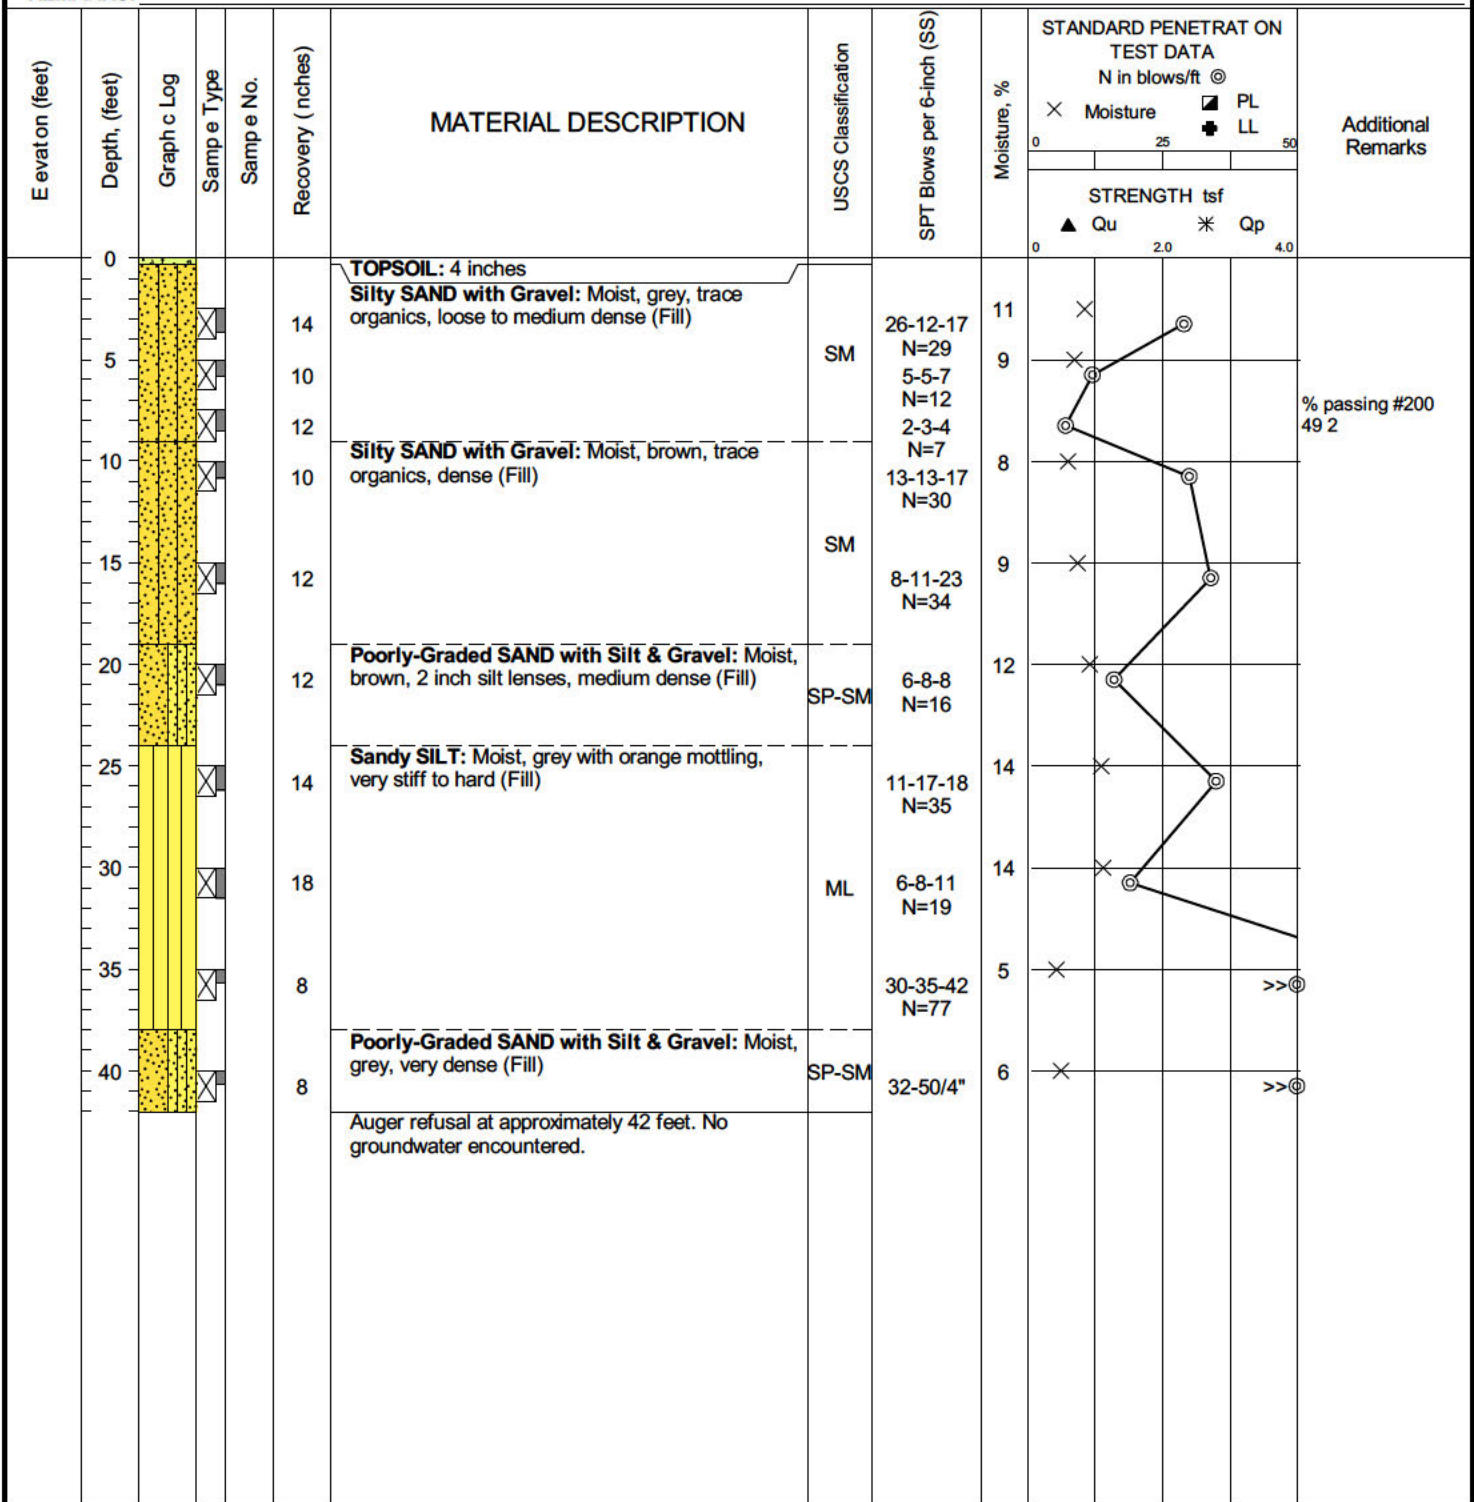 E evat on (feet)
Depth, (feet)
Graph c Log
Samp e Type
Samp e No.
Recovery ( nches)
MATERIAL DESCRIPTION
USCS Classification
SPT Blows per 6-inch (SS)
Moisture, %
STANDARD PENETRAT ON
TEST DATA
N in blows/ft
Moisture
PL
LL
0 25 50
STRENGTH tsf
Qu Qp
0 2.0 4.0
Additional
Remarks
0
TOPSOIL: 4 inches
Silty SAND with Gravel: Moist, grey, trace
organics, loose to medium dense (Fill)
14
26-12-17
N=29
11
SM
5
10
5-5-7
N=12
9
12
2-3-4
N=7
% passing #200
49 2
Silty SAND with Gravel: Moist, brown, trace
organics, dense (Fill)
10
10
13-13-17
N=30
8
SM
15
12
8-11-23
N=34
9
Poorly-Graded SAND with Silt & Gravel: Moist,
brown, 2 inch silt lenses, medium dense (Fill)
20
12
SP-SM
6-8-8
N=16
12
Sandy SILT: Moist, grey with orange mottling,
very stiff to hard (Fill)
25
14
11-17-18
N=35
14
30
18
ML
6-8-11
N=19
14
35
8
30-35-42
N=77
5
>>
Poorly-Graded SAND with Silt & Gravel: Moist,
grey, very dense (Fill)
40
8
SP-SM
32-50/4"
6
>>
Auger refusal at approximately 42 feet. No
groundwater encountered.